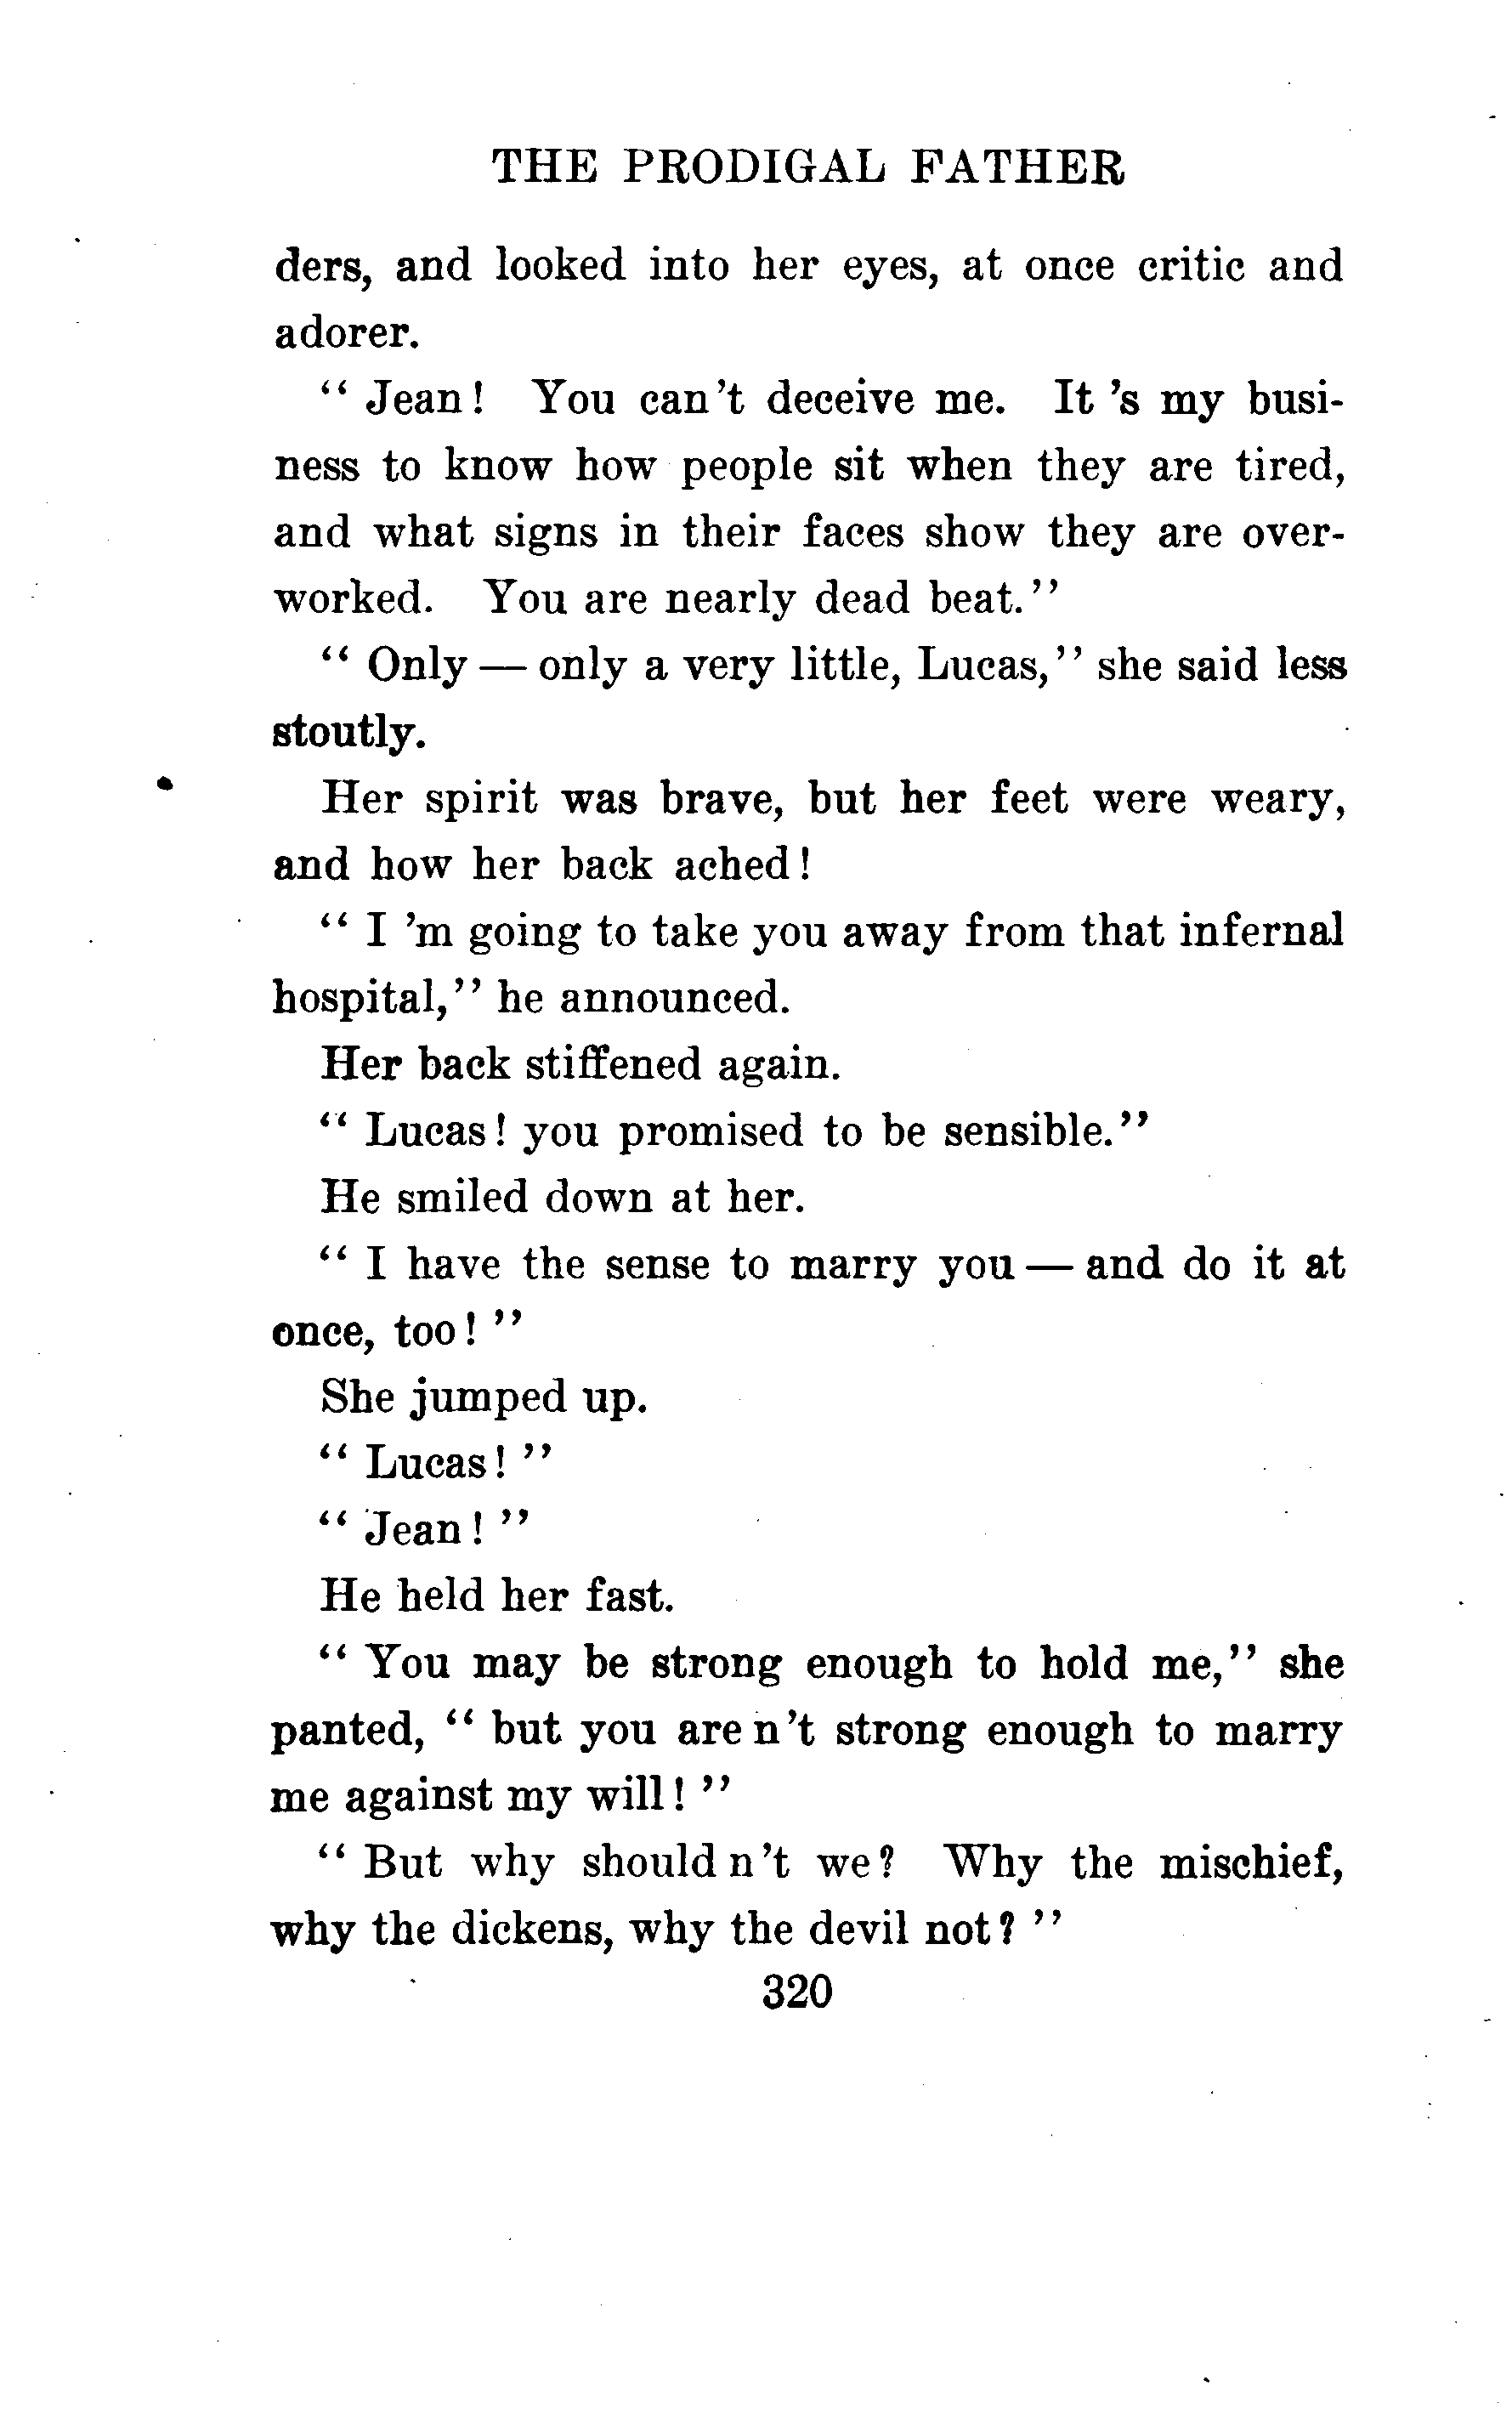 THE PRODIGAL FATHER
ders, and looked into her eyes, at once critic and
adorer.
" Jean! You can't deceive me. It 's my busi-
ness to know how people sit when they are tired,
and what signs in their faces show they are over-
worked. You are nearly dead beat."
" Only — only a very little, Lucas," she said less
stoutly.
Her spirit was brave, but her feet were weary,
and how her back ached!
" I 'm going to take you away from that infernal
hospital," he announced.
Her back stiffened again.
" Lucas! you promised to be sensible."
He smiled down at her.
" I have the sense to marry you — and do it at
once, too! "
She jumped up.
" Lucas! "
" Jean! "
He held her fast.
" You may be strong enough to hold me," she
panted, " but you are n't strong enough to marry
me against my will! "
" But why should n't we? Why the mischief,
why the dickens, why the devil not? "
320